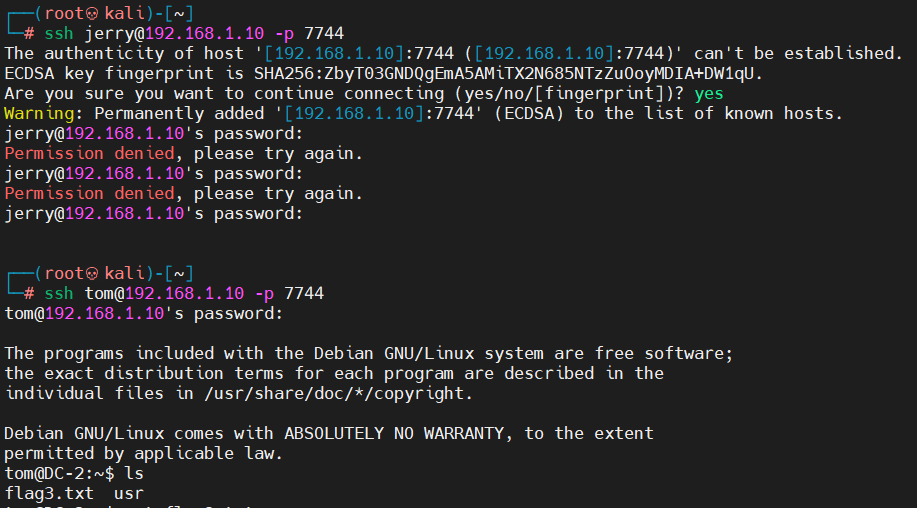 ┌──(root💀kali)-[~]
└─# ssh jerry@192.168.1.10 -p 7744
The authenticity of host '[192.168.1.10]:7744 ([192.168.1.10]:7744)' can't be established.
ECDSA key fingerprint is SHA256:ZbyT03GNDQgEmA5AMiTX2N685NTzZuOoyMDIA+DW1qU.
Are you sure you want to continue connecting (yes/no/[fingerprint])? yes
Warning: Permanently added '[192.168.1.10]:7744' (ECDSA) to the list of known hosts.
jerry@192.168.1.10's password:
Permission denied, please try again.
jerry@192.168.1.10's password:
Permission denied, please try again.
jerry@192.168.1.10's password:
┌──(root💀kali)-[~]
└─# ssh tom@192.168.1.10 -p 7744
tom@192.168.1.10's password:
The programs included with the Debian GNU/Linux system are free software;
the exact distribution terms for each program are described in the
individual files in /usr/share/doc/*/copyright.
Debian GNU/Linux comes with ABSOLUTELY NO WARRANTY, to the extent
permitted by applicable law.
tom@DC-2:~$ ls
flag3.txt  usr